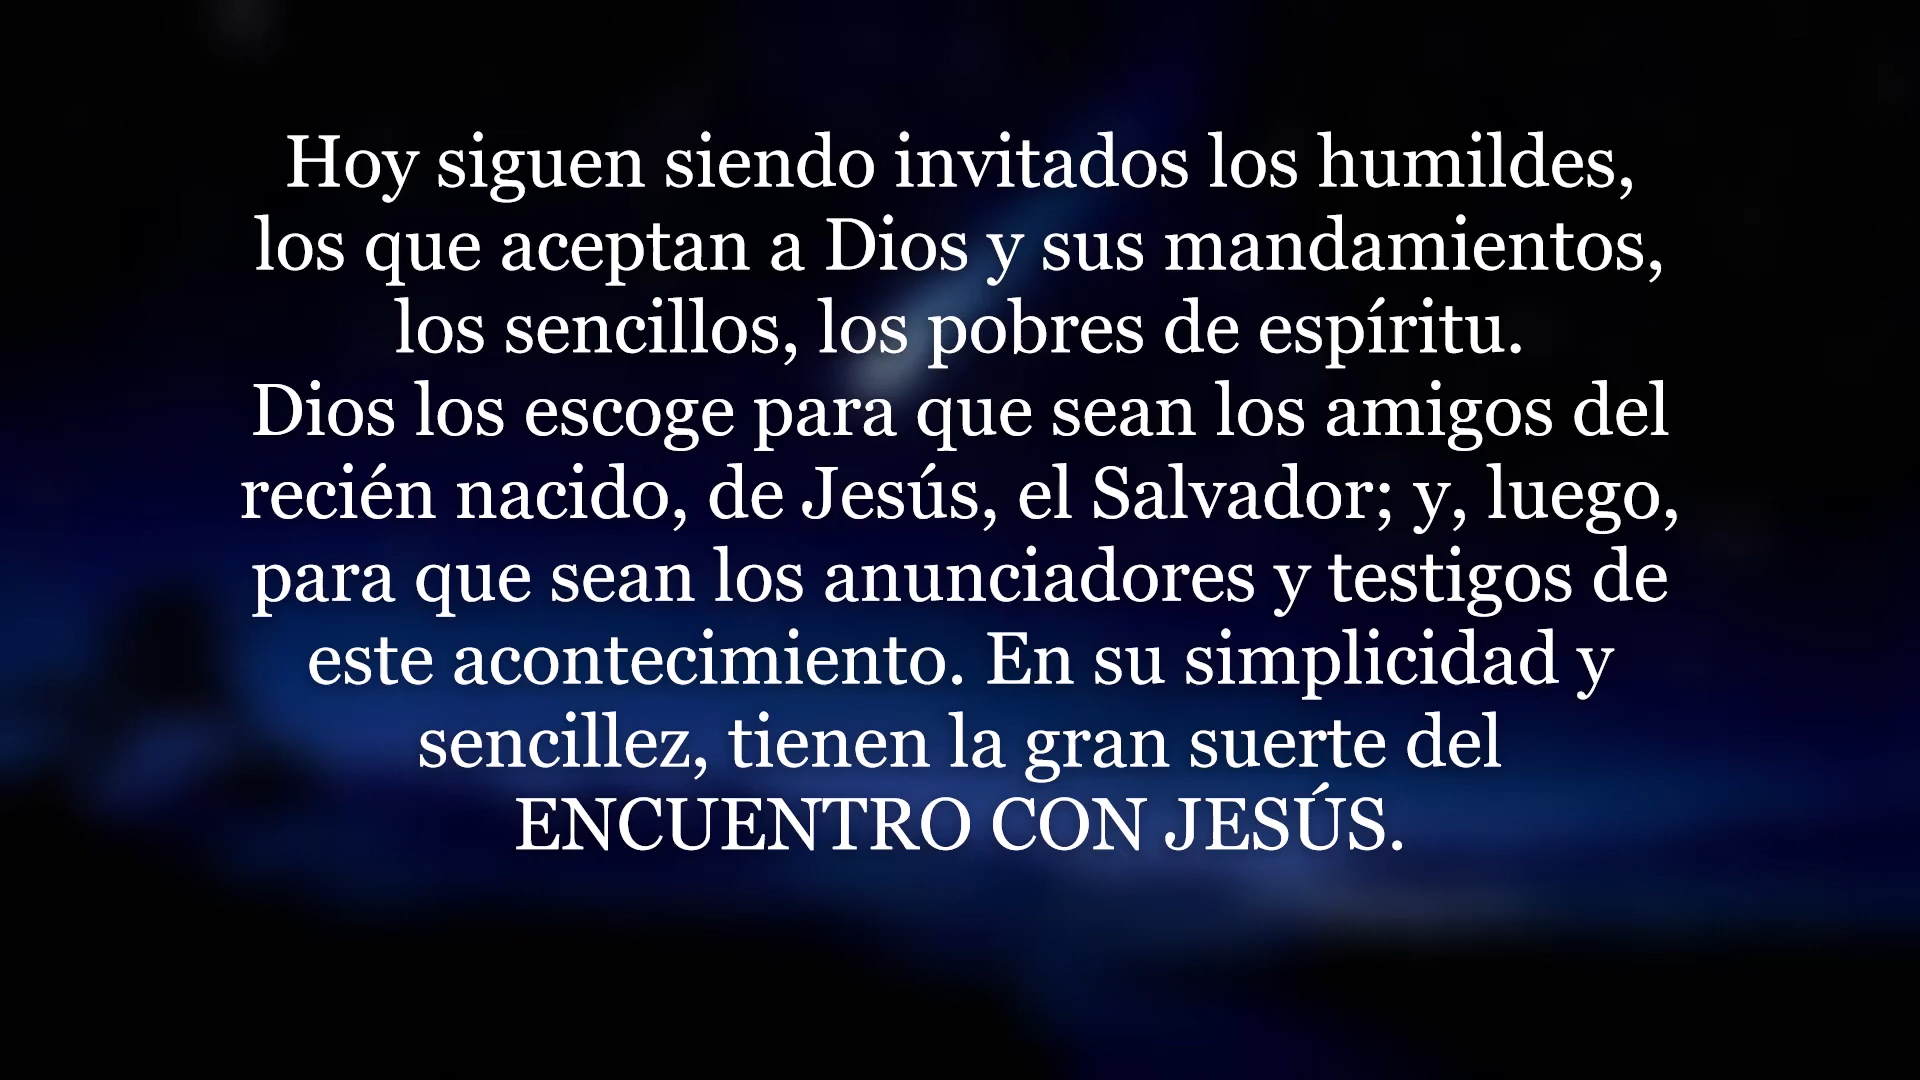 Hoy siguen siendo invitados los humildes,
los que aceptan a Dios y sus mandamientos,
los sencillos, los pobres de espíritu.
Dios los escoge para que sean los amigos del
recién nacido, de Jesús, el Salvador; y, luego,
para que sean los anunciadores y testigos de
este acontecimiento. En su simplicidad y
sencillez, tienen la gran suerte del
ENCUENTRO CON JESÚS.